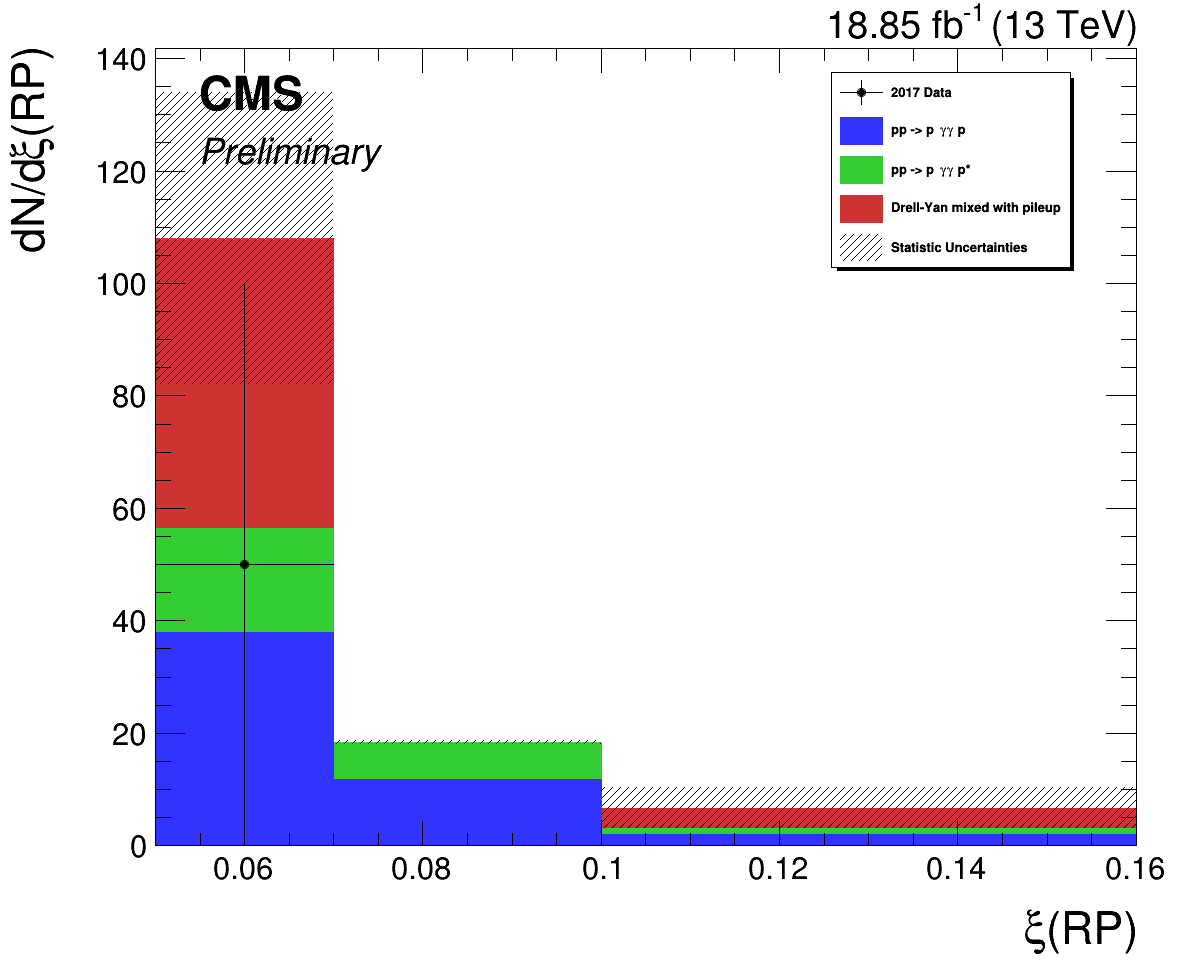 18.85 fb⁻¹ (13 TeV)
dN/dξ(RP)
140
120
100
80
60
40
20
0
CMS
Preliminary
2017 Data
pp -> p γγ p
pp -> p γγ p*
Drell-Yan mixed with pileup
Statistic Uncertainties
0.06 0.08 0.1 0.12 0.14 0.16
ξ(RP)